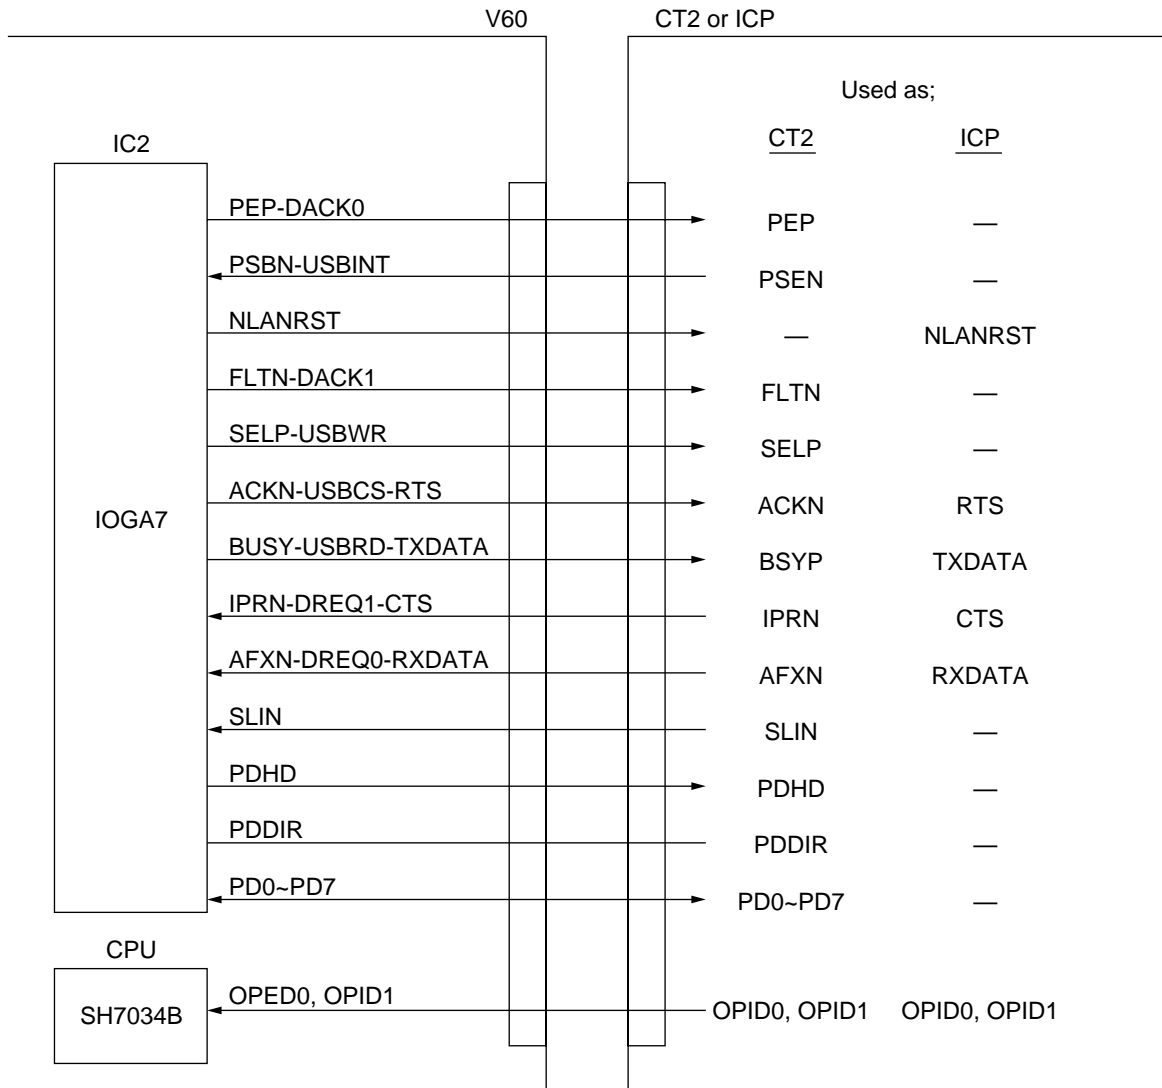 V60 CT2 or ICP
Used as;
IC2 CT2 ICP
PEP-DACK0 PEP —
PSBN-USBINT PSEN —
NLANRST — NLANRST
FLTN-DACK1 FLTN —
SELP-USBWR SELP —
IOGA7 ACKN-USBCS-RTS ACKN RTS
BUSY-USBRD-TXDATA BSYP TXDATA
IPRN-DREQ1-CTS IPRN CTS
AFXN-DREQ0-RXDATA AFXN RXDATA
SLIN SLIN —
PDHD PDHD —
PDDIR PDDIR —
PD0~PD7 PD0~PD7 —
CPU
SH7034B OPED0, OPID1 OPID0, OPID1 OPID0, OPID1